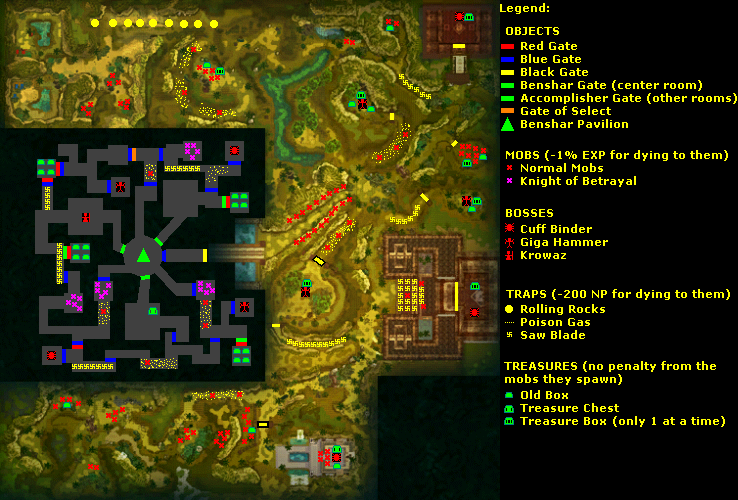 Legend:
OBJECTS
Red Gate
Blue Gate
Black Gate
Benshar Gate (center room)
Accomplisher Gate (other rooms)
Gate of Select
Benshar Pavilion
MOBS (-1% EXP for dying to them)
Normal Mobs
Knight of Betrayal
BOSSES
Cuff Binder
Giga Hammer
Krowaz
TRAPS (-200 NP for dying to them)
Rolling Rocks
Poison Gas
Saw Blade
TREASURES (no penalty from the
mobs they spawn)
Old Box
Treasure Chest
Treasure Box (only 1 at a time)